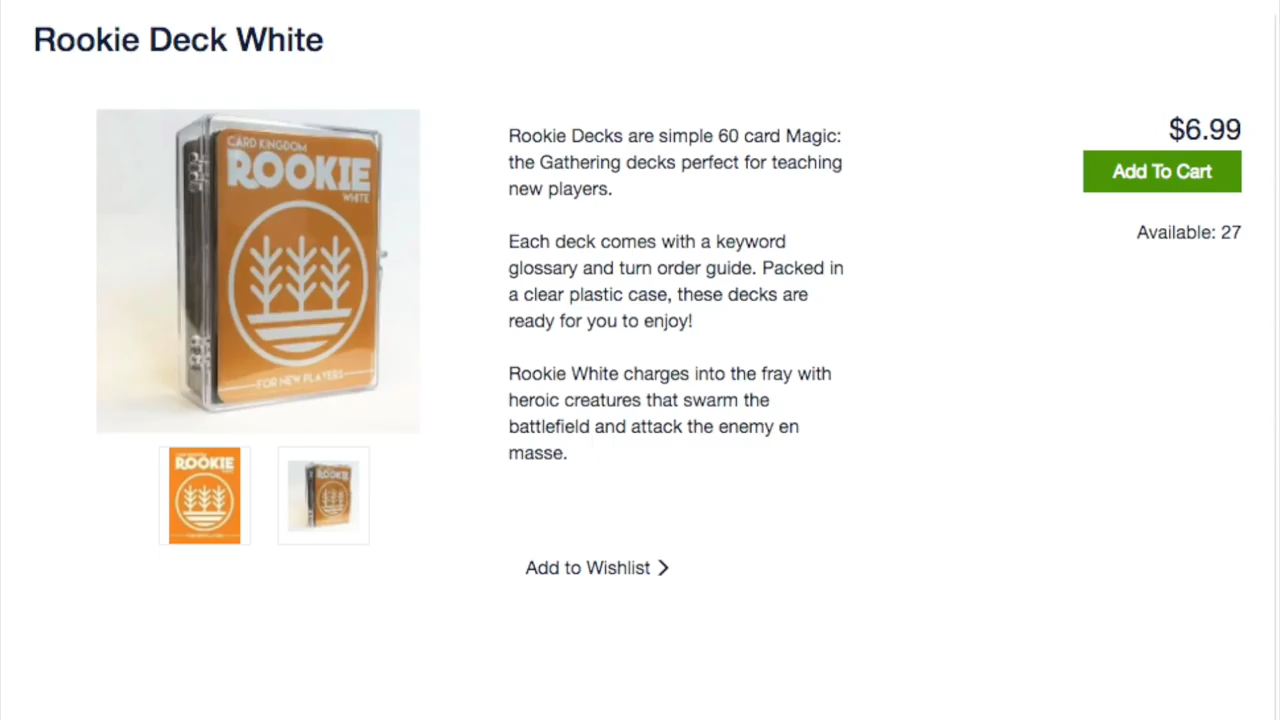 Rookie Deck White
CARD KINGDOM
ROOKIE
WHITE
FOR NEW PLAYERS
ROOKIE
ROOKIE
Rookie Decks are simple 60 card Magic:
the Gathering decks perfect for teaching
new players.
Each deck comes with a keyword
glossary and turn order guide. Packed in
a clear plastic case, these decks are
ready for you to enjoy!
Rookie White charges into the fray with
heroic creatures that swarm the
battlefield and attack the enemy en
masse.
Add to Wishlist
$6.99
Add To Cart
Available: 27